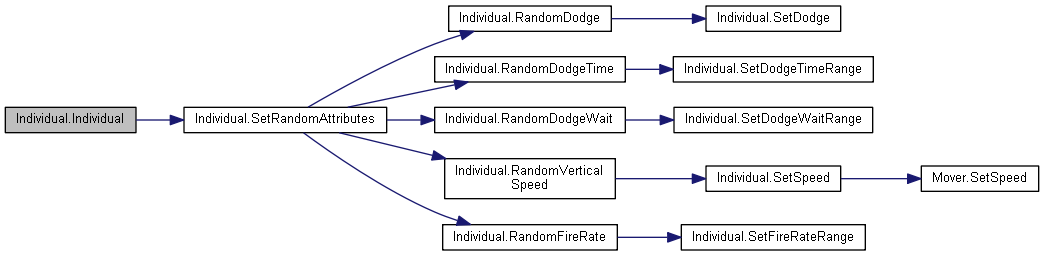 Individual.RandomDodge
Individual.SetDodge
Individual.RandomDodgeTime
Individual.SetDodgeTimeRange
Individual.Individual
Individual.SetRandomAttributes
Individual.RandomDodgeWait
Individual.SetDodgeWaitRange
Individual.RandomVertical
Speed
Individual.SetSpeed
Mover.SetSpeed
Individual.RandomFireRate
Individual.SetFireRateRange